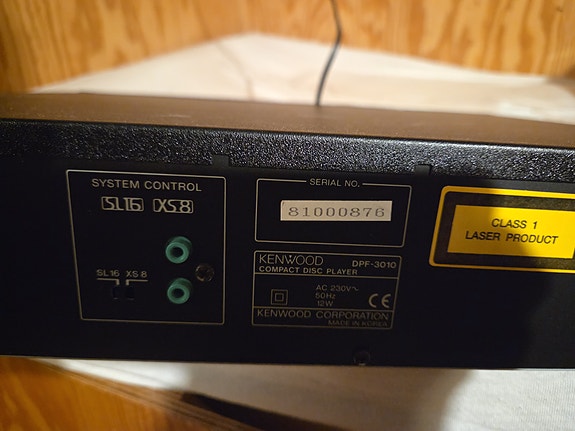 SYSTEM CONTROL
SL16 XS8
SL16 XS 8
SERIAL NO.
81000876
KENWOOD DPF-3010
COMPACT DISC PLAYER
AC 230V~
50Hz
12W
CE
KENWOOD CORPORATION
MADE IN KOREA
CLASS 1
LASER PRODUCT